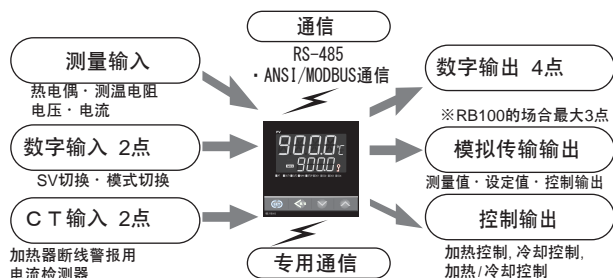 通信
RS-485
・ANSI/MODBUS通信
测量输入
热电偶・测温电阻
电压・电流
数字输入 2点
SV切换・模式切换
CT输入 2点
加热器断线警报用
电流检测器
PV
900.0℃
900.0
专用通信
数字输出 4点
※RB100的场合最大3点
模拟传输输出
测量值・设定值・控制输出
控制输出
加热控制, 冷却控制,
加热/冷却控制